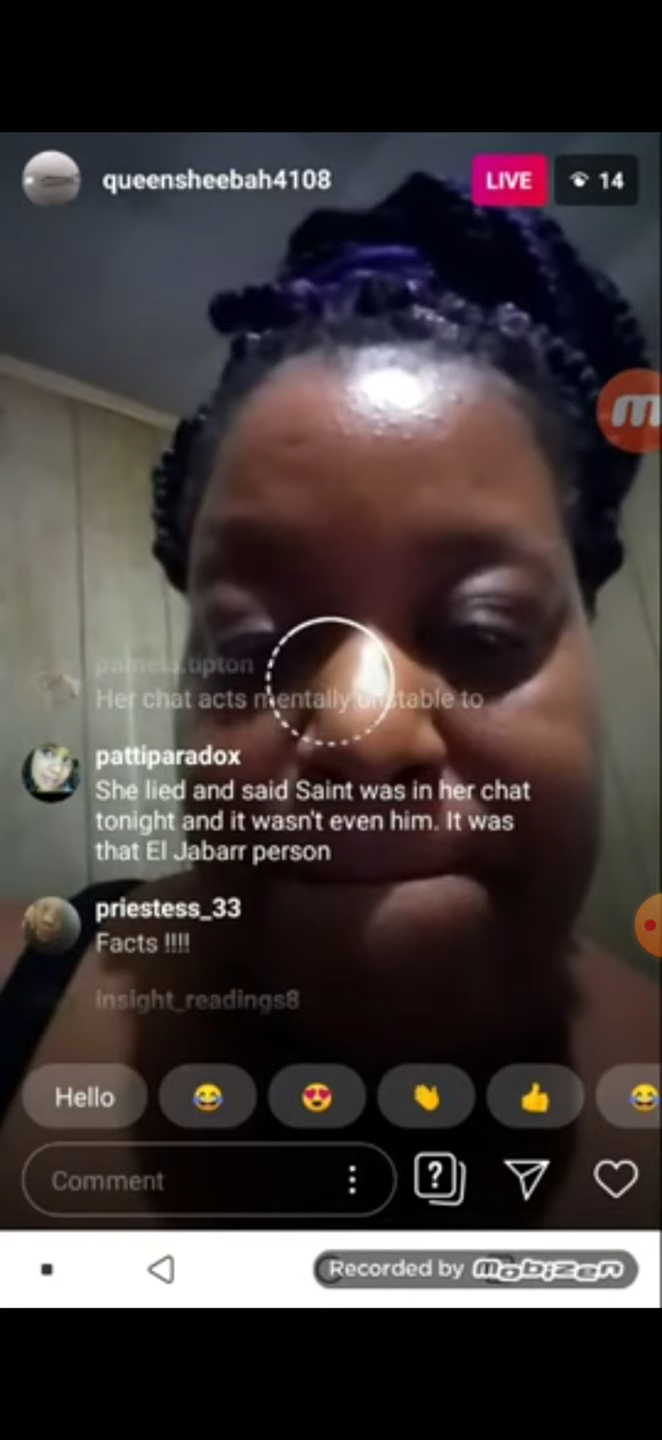 queensheebah4108
LIVE 14
pamela.tipton
Her chat acts mentally unstable to
pattiparadox
She lied and said Saint was in her chat
tonight and it wasn't even him. It was
that El Jabarr person
priestess_33
Facts !!!!
insight_readings8
Hello
Comment
Recorded by mobizen